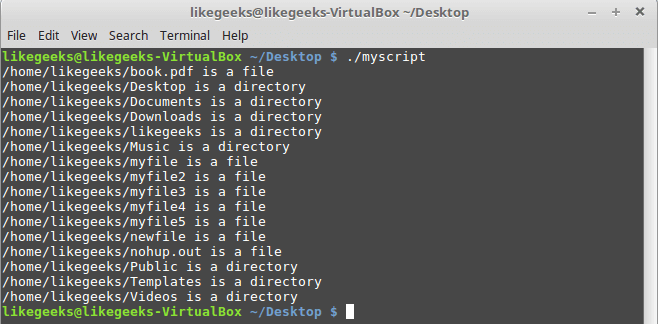 likegeeks@likegeeks-VirtualBox ~/Desktop
File Edit View Search Terminal Help
likegeeks@likegeeks-VirtualBox ~/Desktop $ ./myscript
/home/likegeeks/book.pdf is a file
/home/likegeeks/Desktop is a directory
/home/likegeeks/Documents is a directory
/home/likegeeks/Downloads is a directory
/home/likegeeks/likegeeks is a directory
/home/likegeeks/Music is a directory
/home/likegeeks/myfile is a file
/home/likegeeks/myfile2 is a file
/home/likegeeks/myfile3 is a file
/home/likegeeks/myfile4 is a file
/home/likegeeks/myfile5 is a file
/home/likegeeks/newfile is a file
/home/likegeeks/nohup.out is a file
/home/likegeeks/Public is a directory
/home/likegeeks/Templates is a directory
/home/likegeeks/Videos is a directory
likegeeks@likegeeks-VirtualBox ~/Desktop $